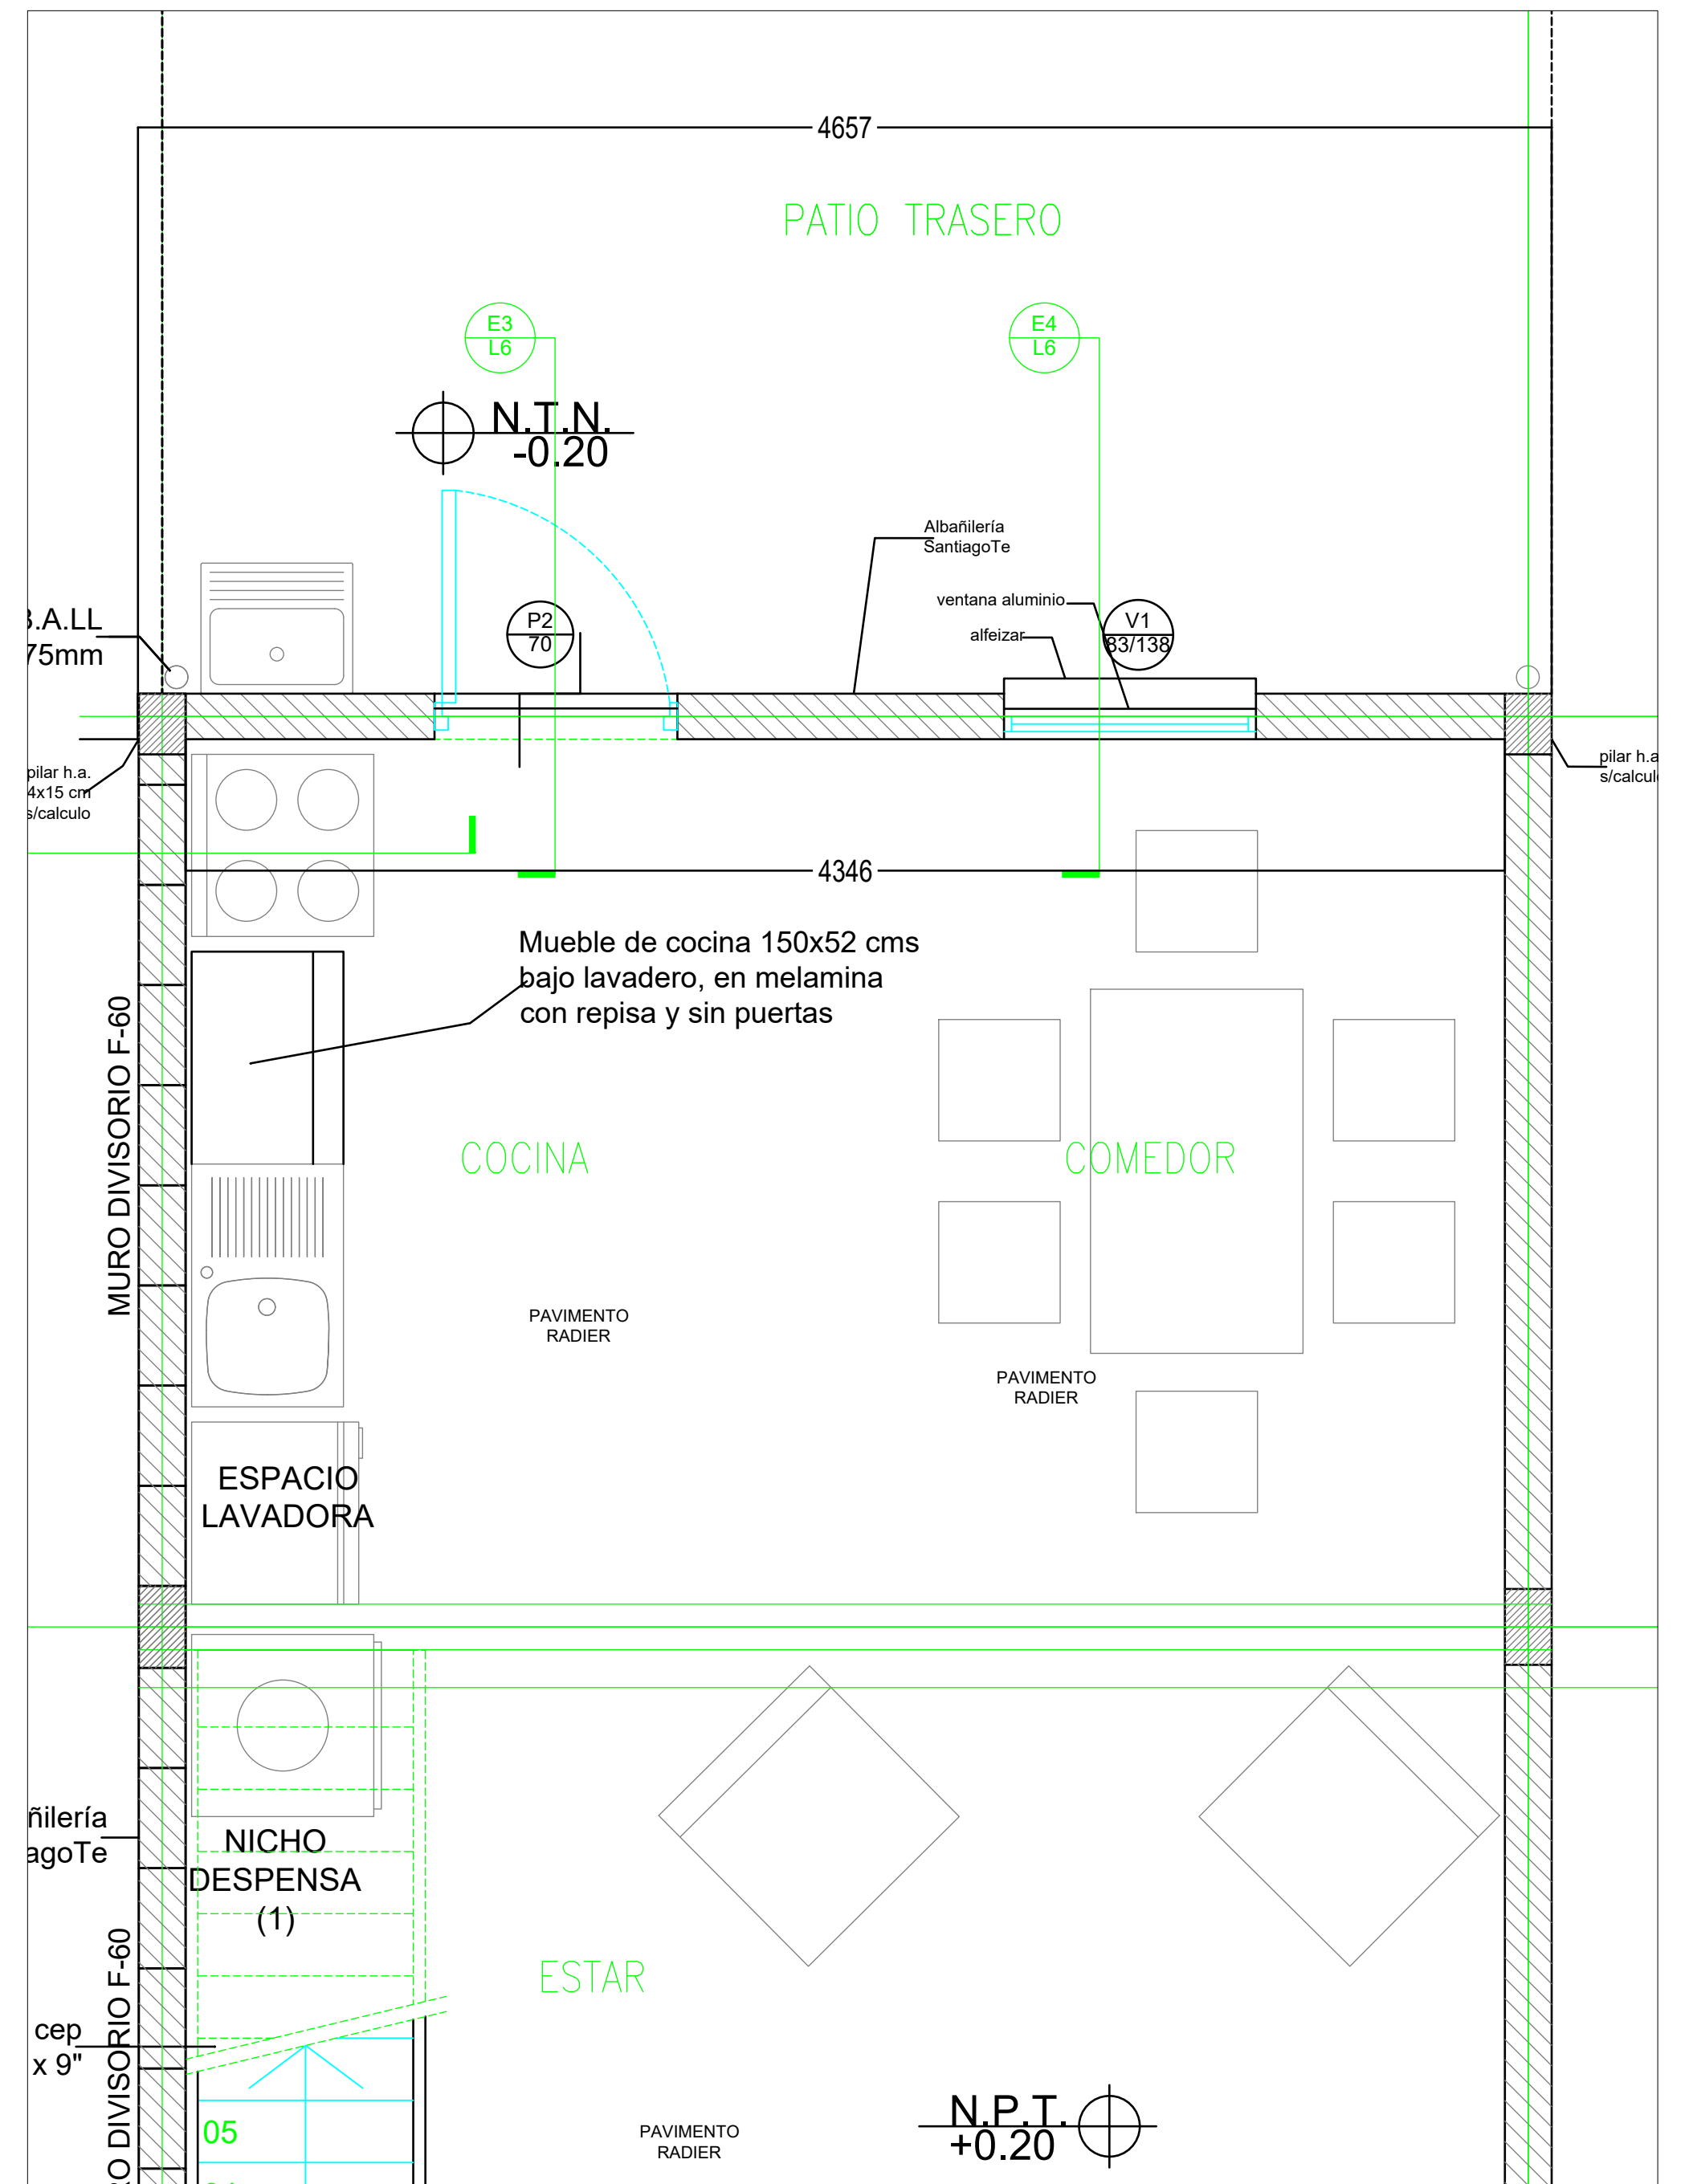 4657
PATIO TRASERO
E3
L6
E4
L6
N.T.N.
-0.20
Albañilería
SantiagoTe
ventana aluminio
alfeizar
P2
70
V1
83/138
B.A.LL
75mm
pilar h.a.
4x15 cm
s/calculo
pilar h.a
s/calcul
4346
Mueble de cocina 150x52 cms
bajo lavadero, en melamina
con repisa y sin puertas
MURO DIVISORIO F-60
COCINA
COMEDOR
PAVIMENTO
RADIER
PAVIMENTO
RADIER
ESPACIO
LAVADORA
ñilería
agoTe
NICHO
DESPENSA
(1)
ESTAR
O DIVISORIO F-60
cep
x 9"
05
PAVIMENTO
RADIER
N.P.T.
+0.20